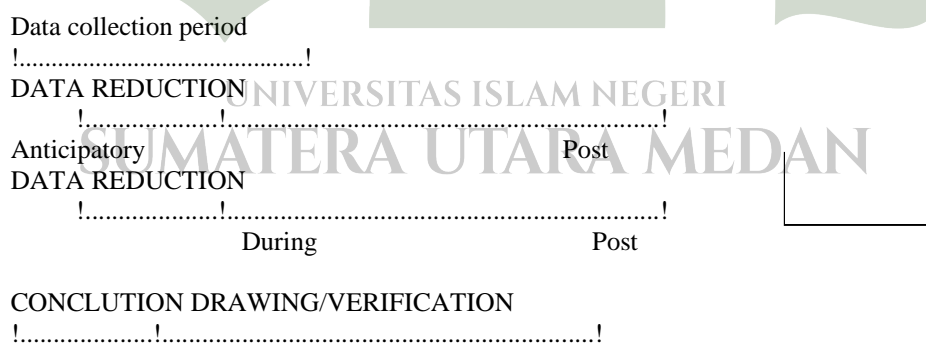 Data collection period
!.............................................!
DATA REDUCTION
UNIVERSITAS ISLAM NEGERI
!....................!.................................................................!
SUMATERA UTARA MEDAN
Anticipatory Post
DATA REDUCTION
!....................!.................................................................!
During Post
CONCLUTION DRAWING/VERIFICATION
!....................!.................................................................!